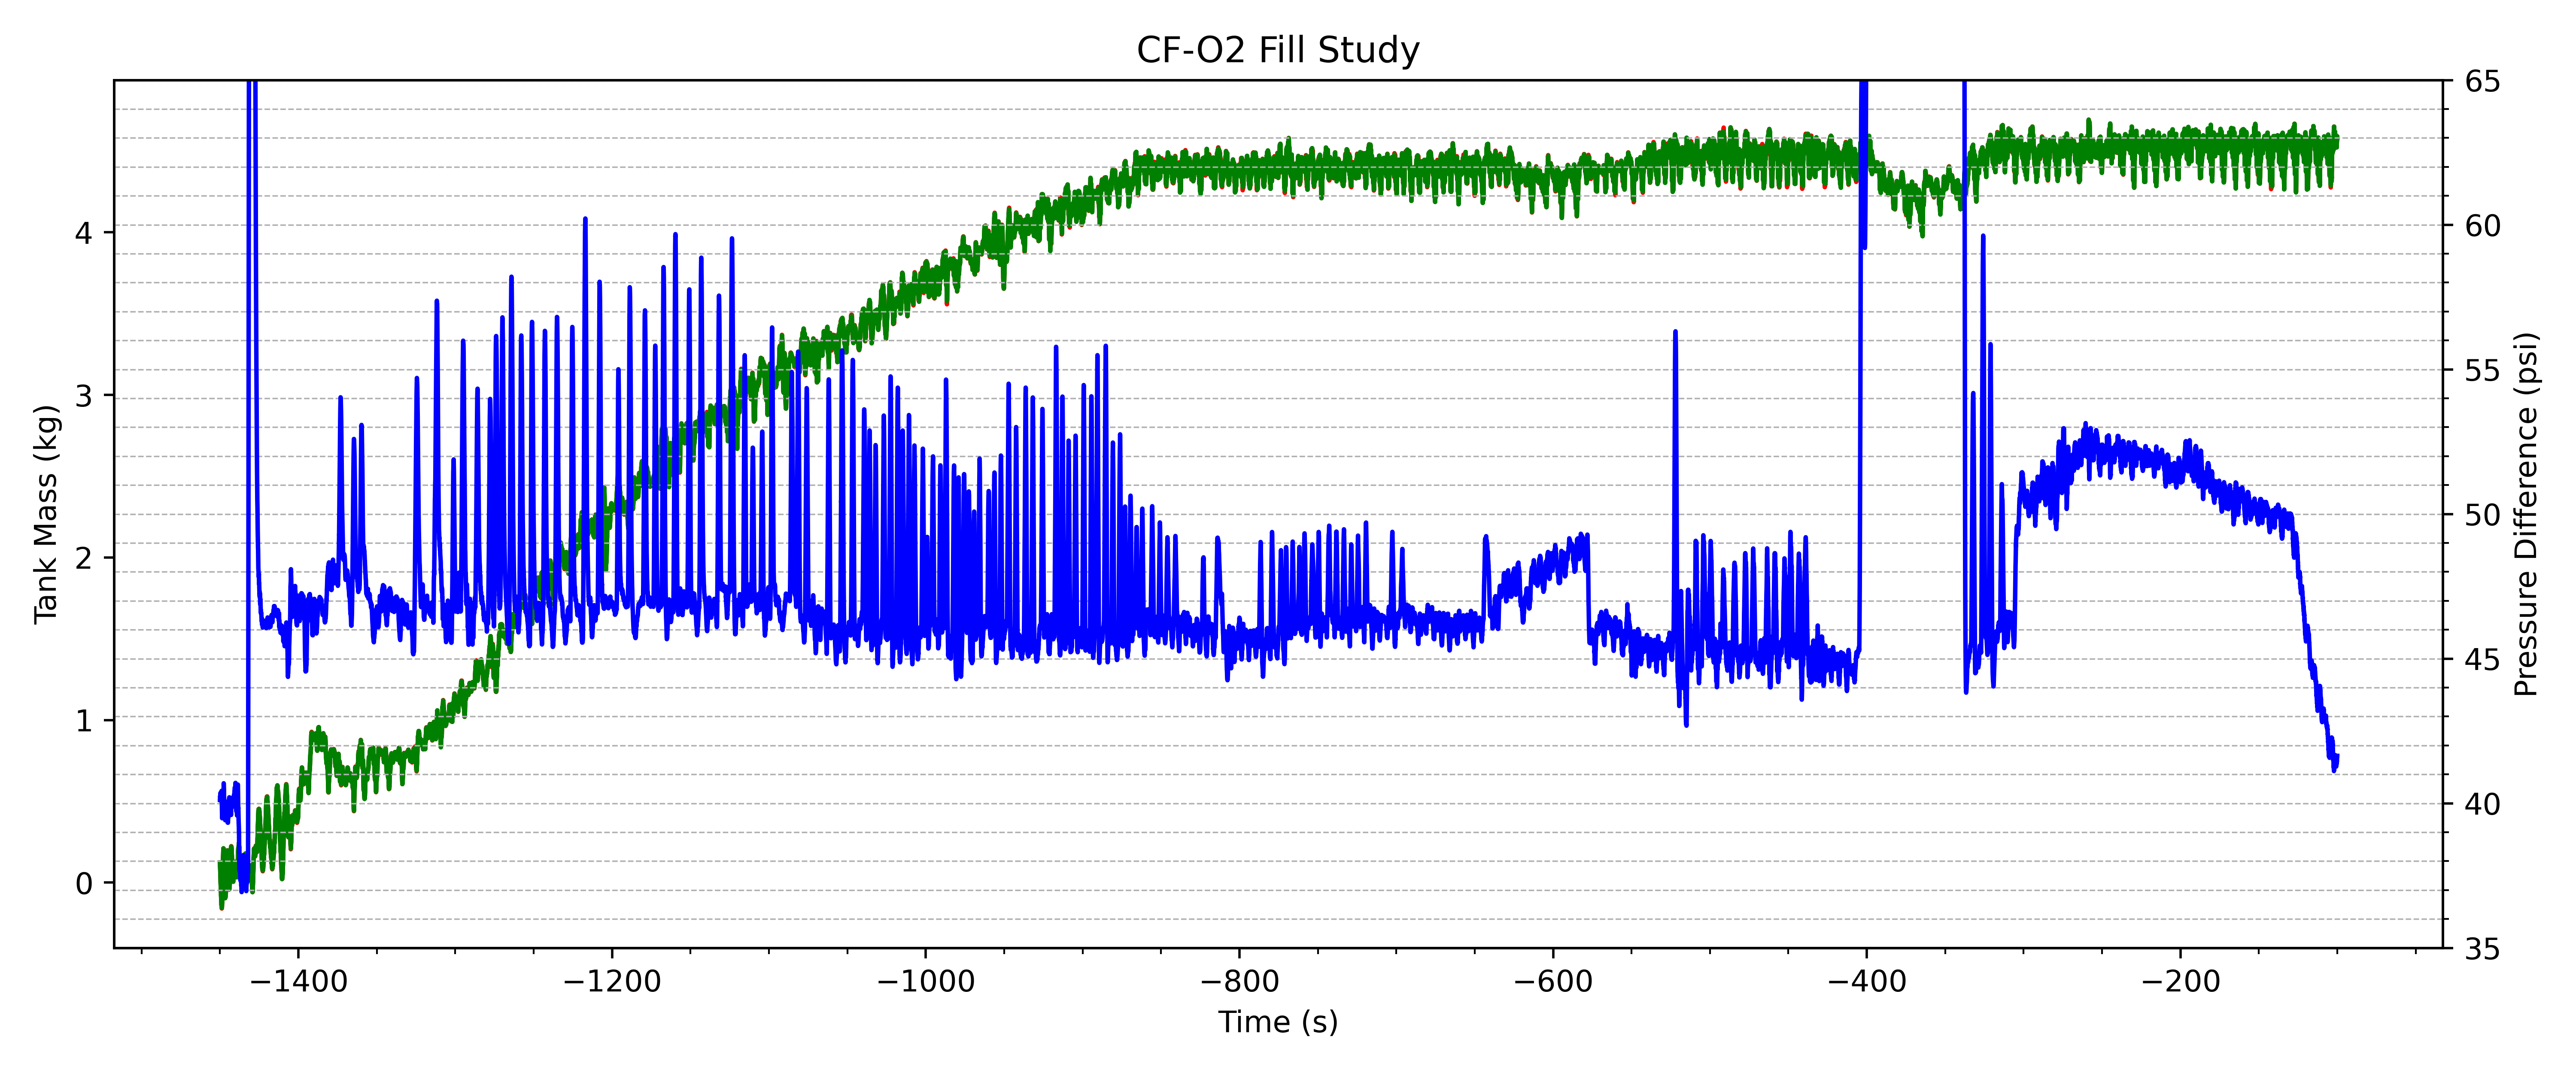 CF-O2 Fill Study
Tank Mass (kg)
4
3
2
1
0
65
60
55
50
45
40
35
Pressure Difference (psi)
−1400 −1200 −1000 −800 −600 −400 −200
Time (s)